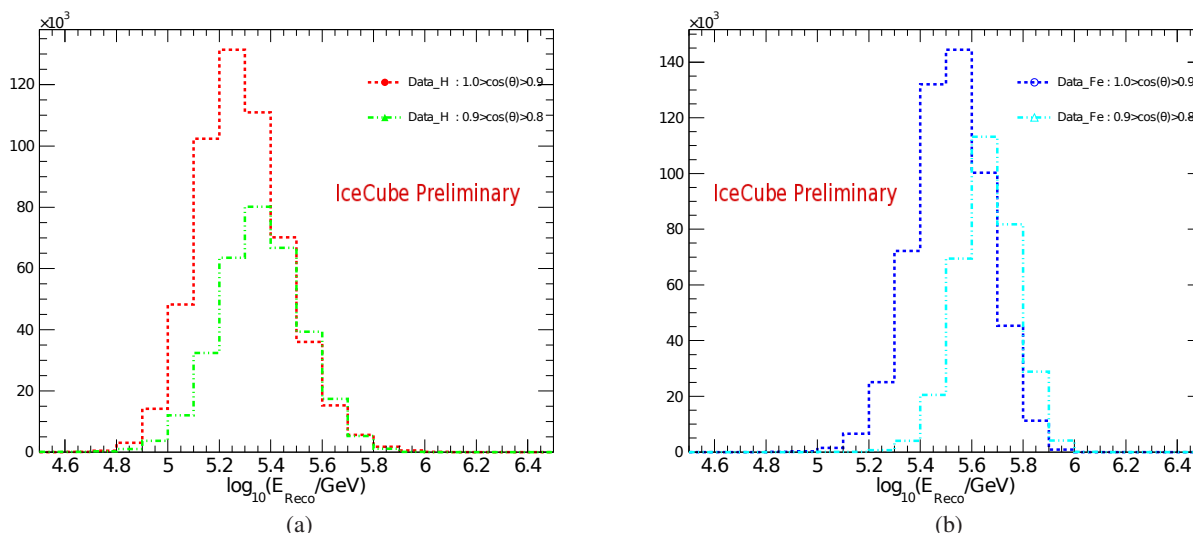 ×10³
120
100
80
60
40
20
0
Data_H : 1.0>cos(θ)>0.9
Data_H : 0.9>cos(θ)>0.8
IceCube Preliminary
4.6 4.8 5 5.2 5.4 5.6 5.8 6 6.2 6.4
log₁₀(E_Reco/GeV)
(a)
×10³
140
120
100
80
60
40
20
0
Data_Fe : 1.0>cos(θ)>0.9
Data_Fe : 0.9>cos(θ)>0.8
IceCube Preliminary
4.6 4.8 5 5.2 5.4 5.6 5.8 6 6.2 6.4
log₁₀(E_Reco/GeV)
(b)